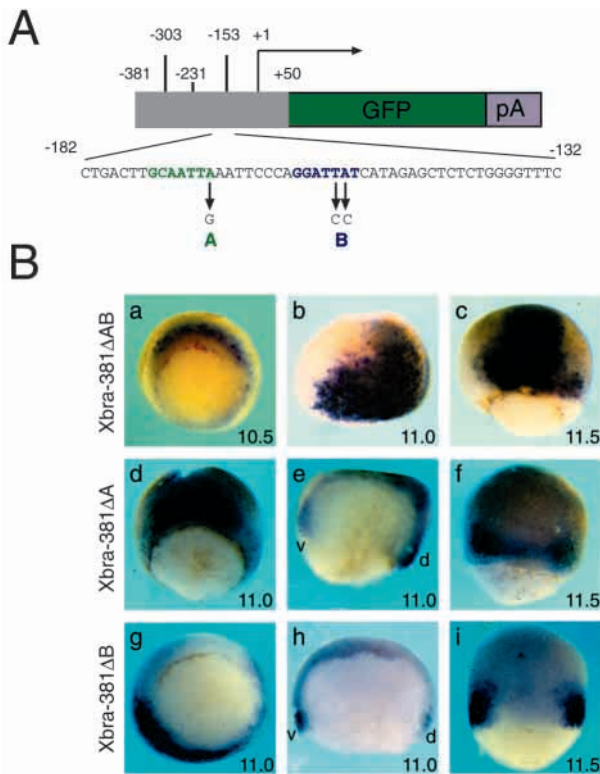 A
-303 -153 +1
-381 -231 +50
GFP pA
-182 -132
CTGACTTGCAATTAAATTCCCAGGATTATCATAGAGCTCTCTGGGGTTTC
G CC
A B
B
Xbra-381ΔAB
a 10.5
b 11.0
c 11.5
Xbra-381ΔA
d 11.0
e v d 11.0
f 11.5
Xbra-381ΔB
g 11.0
h v d 11.0
i 11.5